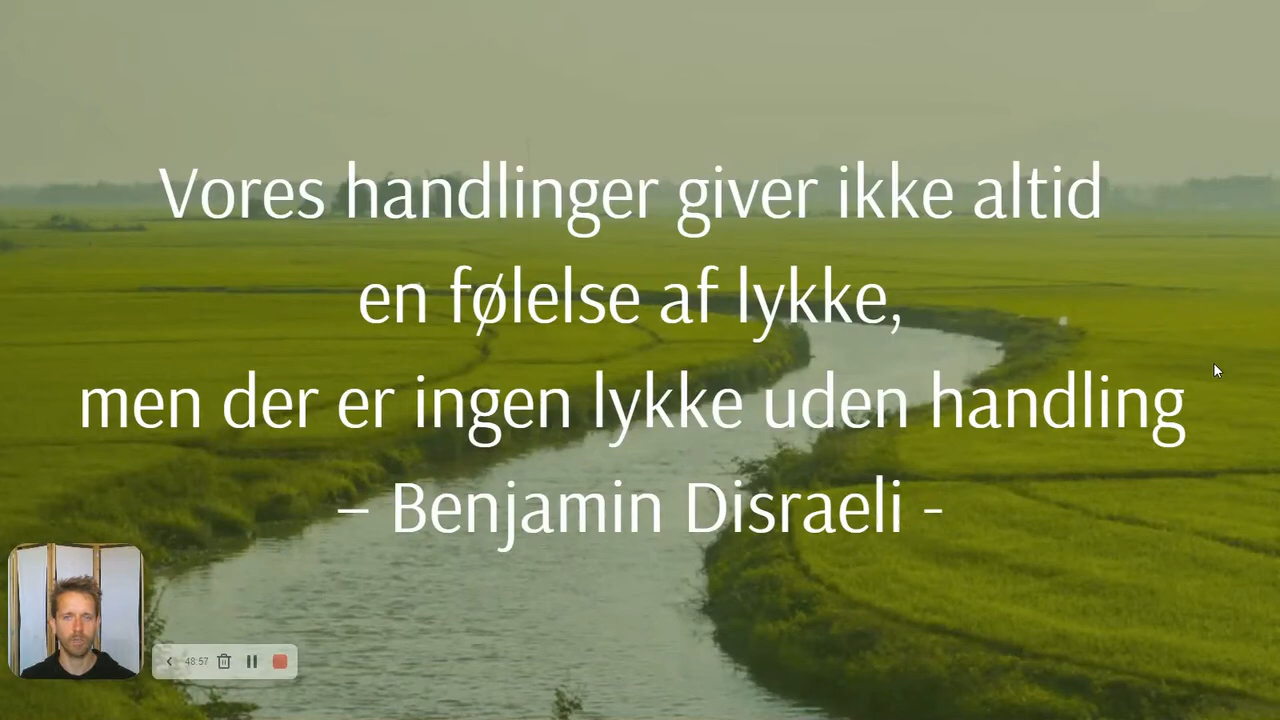 Vores handlinger giver ikke altid
en følelse af lykke,
men der er ingen lykke uden handling
– Benjamin Disraeli -
48:57